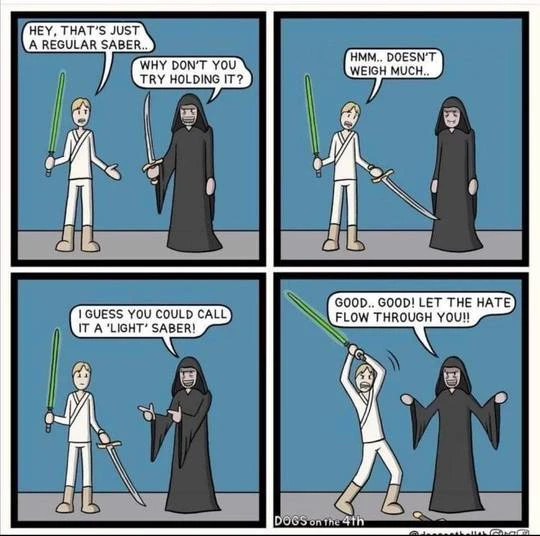 HEY, THAT'S JUST
A REGULAR SABER..
WHY DON'T YOU
TRY HOLDING IT?
HMM.. DOESN'T
WEIGH MUCH..
I GUESS YOU COULD CALL
IT A 'LIGHT' SABER!
GOOD.. GOOD! LET THE HATE
FLOW THROUGH YOU!!
DOGS on the 4th